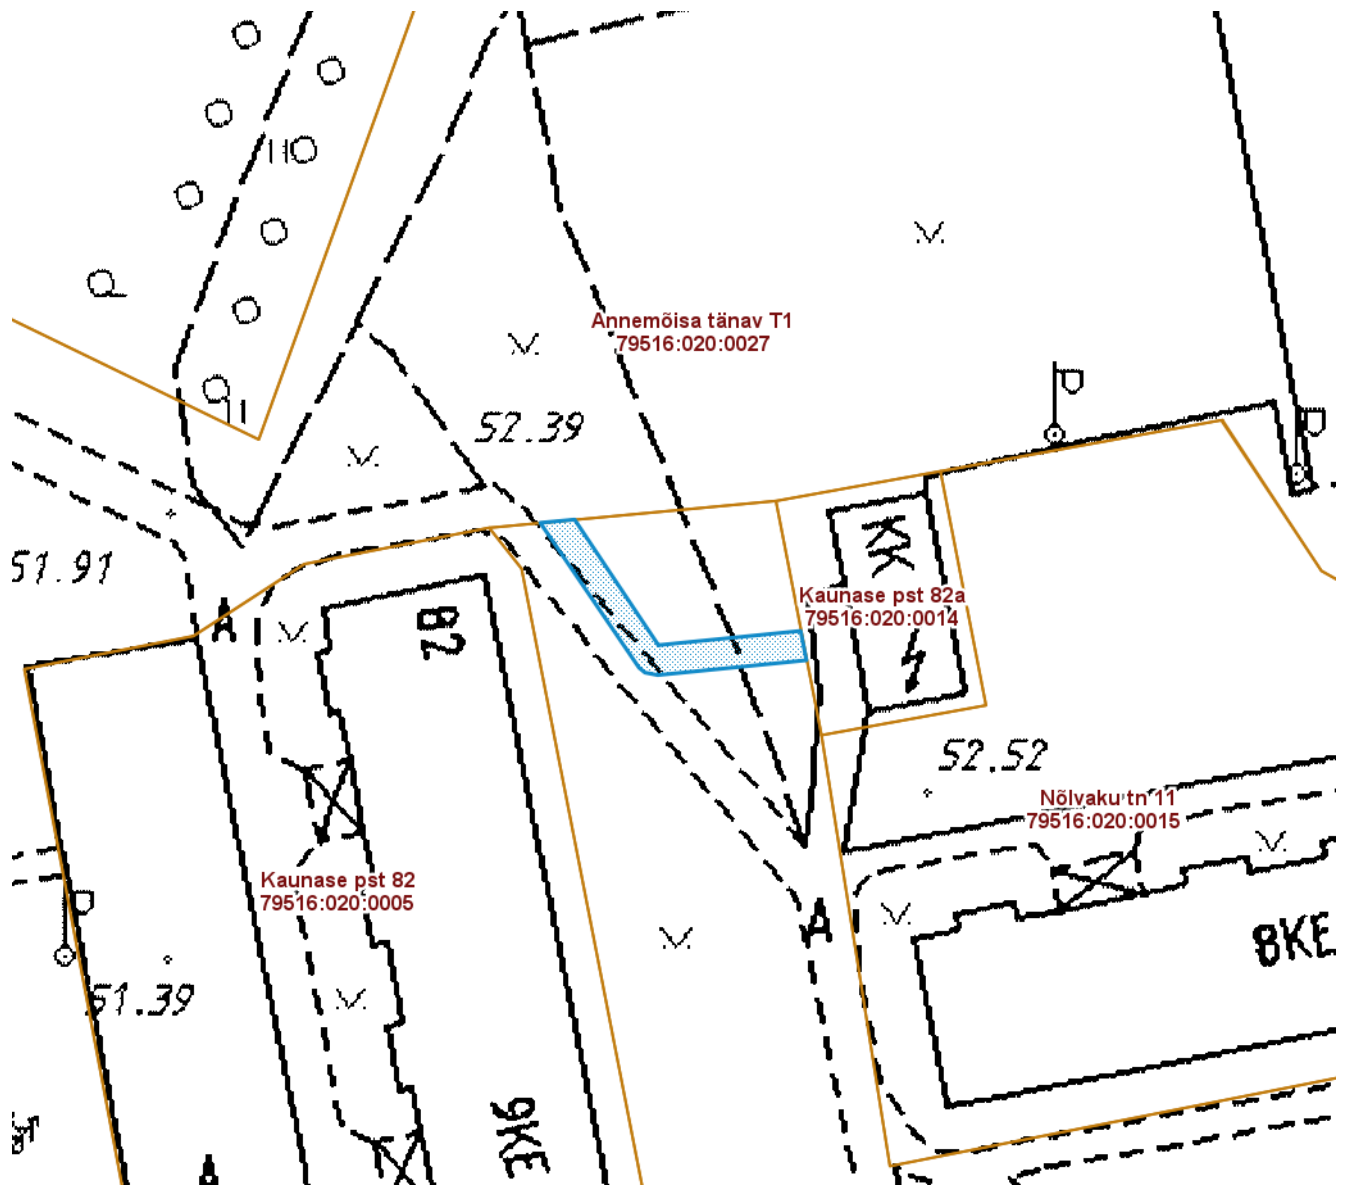 Annemõisa tänav T1
79516:020:0027
52.39
51.91
KK
Kaunase pst 82a
79516:020:0014
82
A
52.52
Nõlvaku tn 11
79516:020:0015
Kaunase pst 82
79516:020:0005
A
8KE
51.39
9KE
A